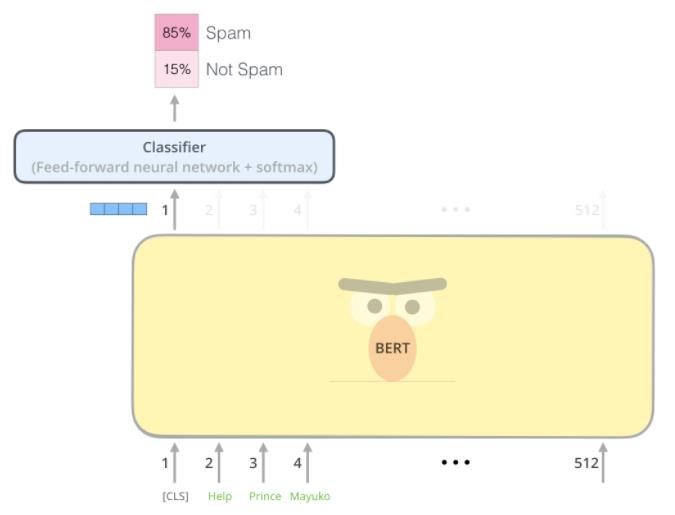 85% Spam
15% Not Spam
Classifier
(Feed-forward neural network + softmax)
1 2 3 4 ••• 512
BERT
1 2 3 4 ••• 512
[CLS] Help Prince Mayuko